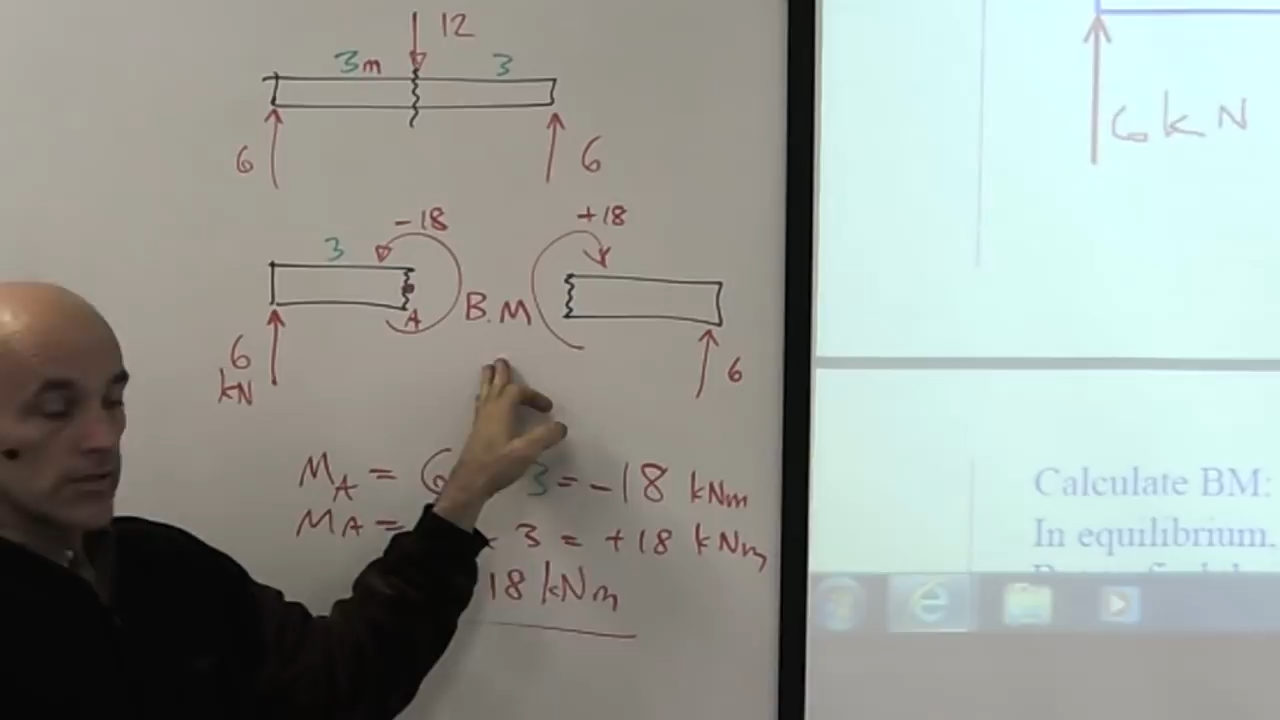 12
3m 3
6 6
-18 +18
3
A B.M
6
kN
6
MA = 6 3 = -18 kNm
MA = 3 = +18 kNm
18 kNm
6 kN
Calculate BM:
In equilibrium.